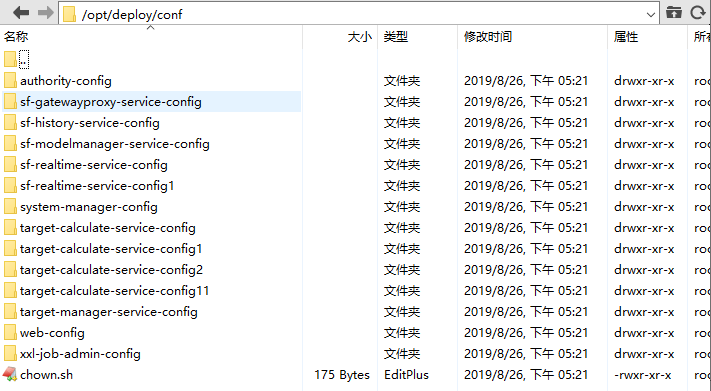 /opt/deploy/conf
名称 大小 类型 修改时间 属性 所有
..
authority-config 文件夹 2019/8/26, 下午 05:21 drwxr-xr-x roo
sf-gatewayproxy-service-config 文件夹 2019/8/26, 下午 05:21 drwxr-xr-x roo
sf-history-service-config 文件夹 2019/8/26, 下午 05:21 drwxr-xr-x roo
sf-modelmanager-service-config 文件夹 2019/8/26, 下午 05:21 drwxr-xr-x roo
sf-realtime-service-config 文件夹 2019/8/26, 下午 05:21 drwxr-xr-x roo
sf-realtime-service-config1 文件夹 2019/8/26, 下午 05:21 drwxr-xr-x roo
system-manager-config 文件夹 2019/8/26, 下午 05:21 drwxr-xr-x roo
target-calculate-service-config 文件夹 2019/8/26, 下午 05:21 drwxr-xr-x roo
target-calculate-service-config1 文件夹 2019/8/26, 下午 05:21 drwxr-xr-x roo
target-calculate-service-config2 文件夹 2019/8/26, 下午 05:21 drwxr-xr-x roo
target-calculate-service-config11 文件夹 2019/8/26, 下午 05:21 drwxr-xr-x roo
target-manager-service-config 文件夹 2019/8/26, 下午 05:21 drwxr-xr-x roo
web-config 文件夹 2019/8/26, 下午 05:21 drwxr-xr-x roo
xxl-job-admin-config 文件夹 2019/8/26, 下午 05:21 drwxr-xr-x roo
chown.sh 175 Bytes EditPlus 2019/8/26, 下午 05:21 -rwxr-xr-x roo